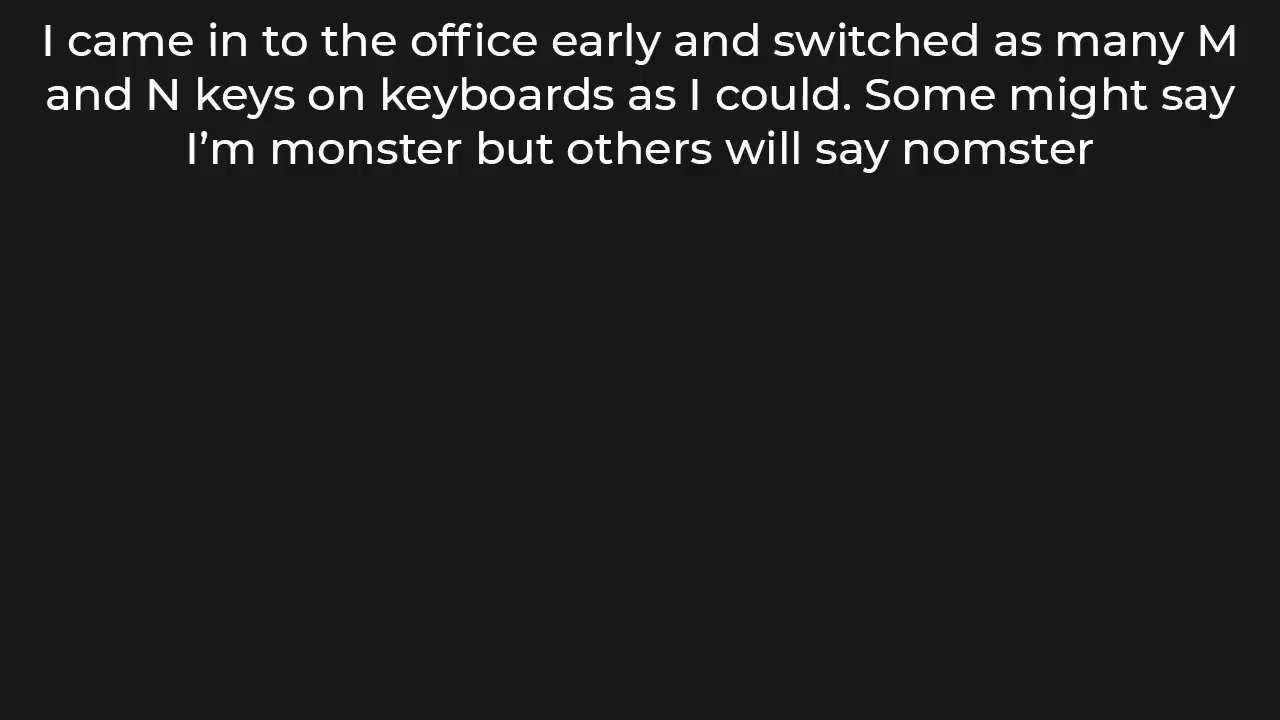 I came in to the office early and switched as many M
and N keys on keyboards as I could. Some might say
I’m monster but others will say nomster